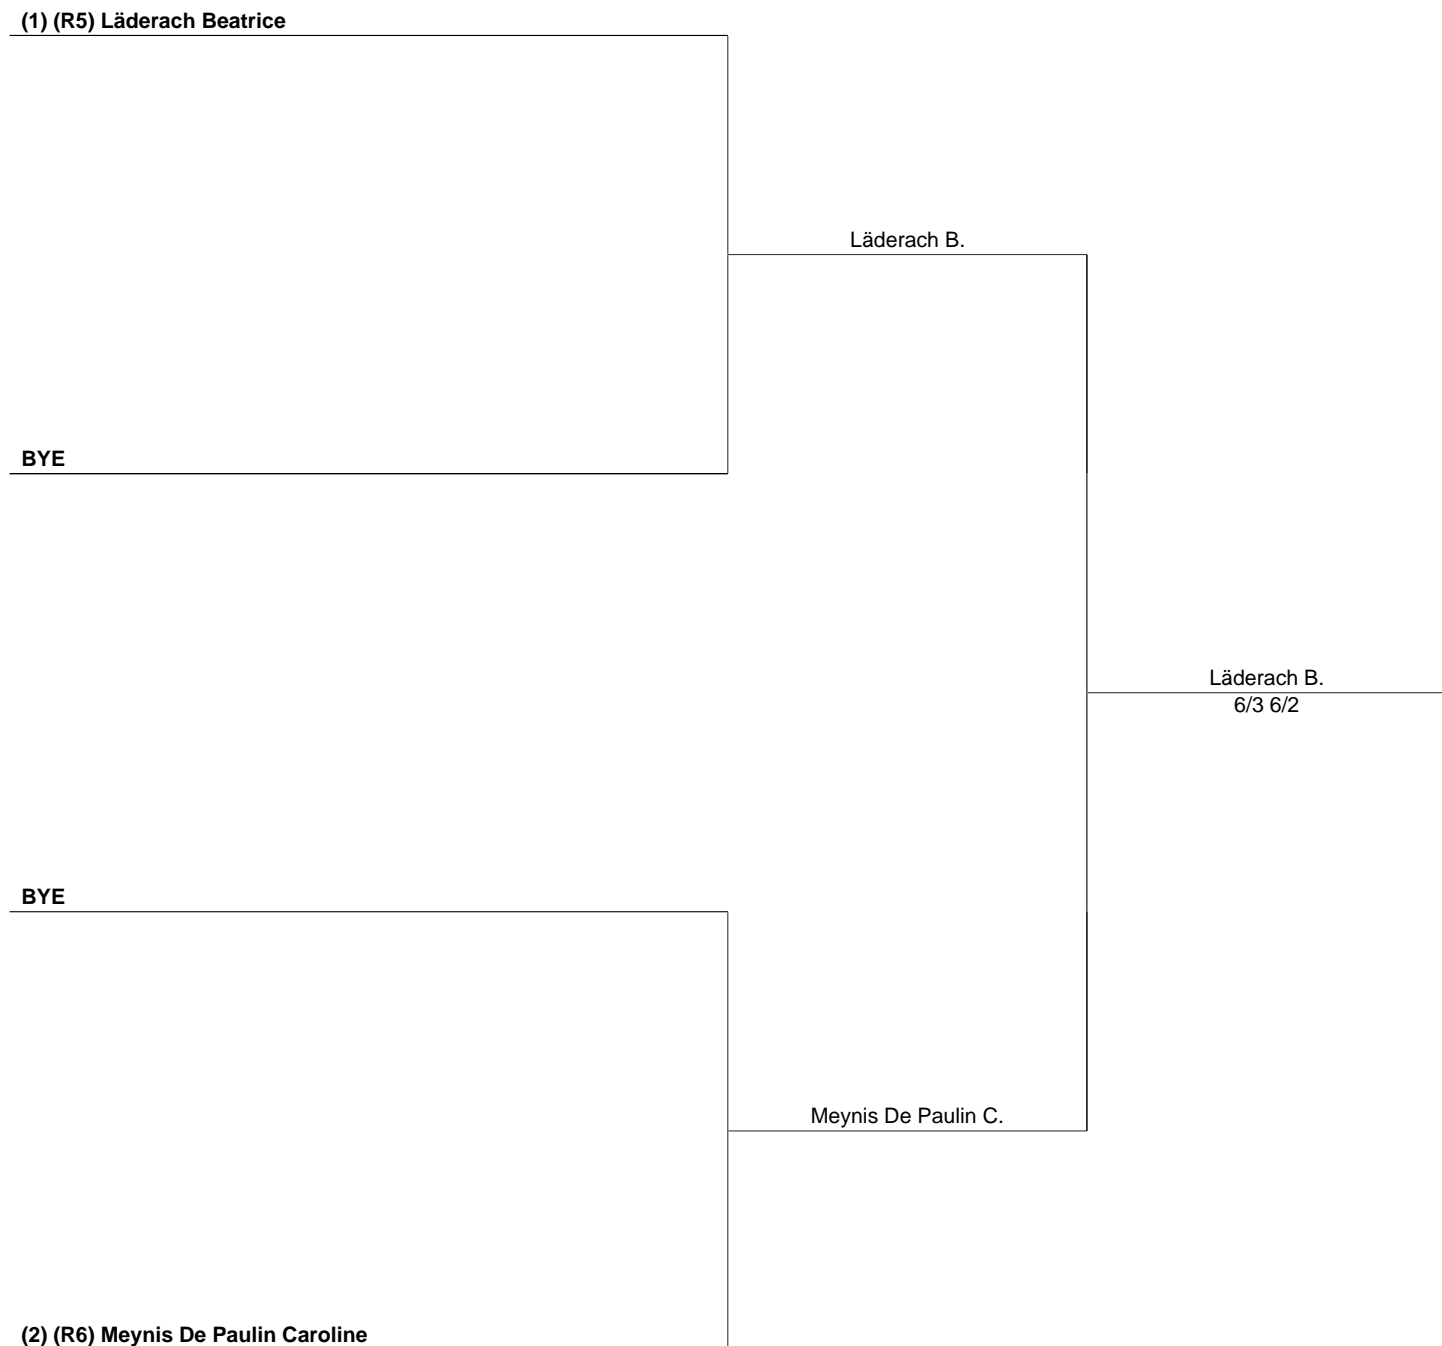 (1) (R5) Läderach Beatrice
Läderach B.
BYE
Läderach B.
6/3 6/2
BYE
Meynis De Paulin C.
(2) (R6) Meynis De Paulin Caroline